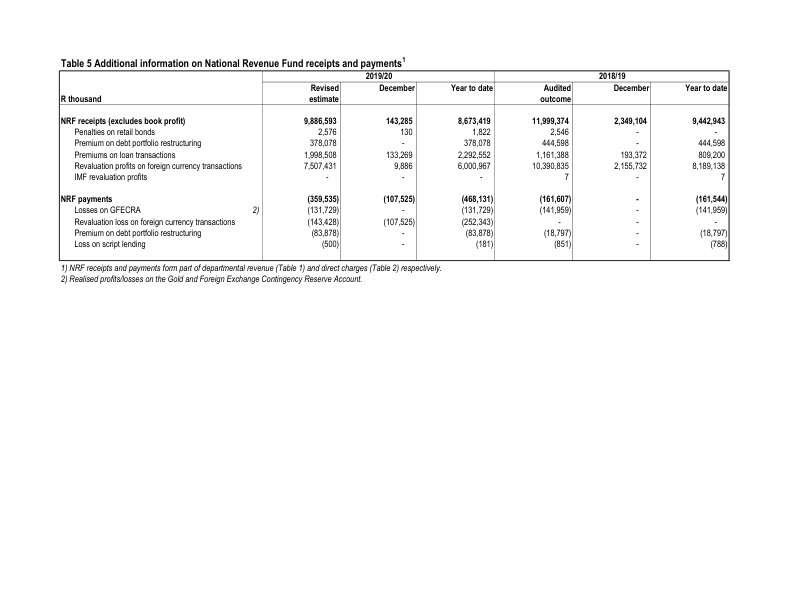 Table 5 Additional information on National Revenue Fund receipts and payments1
2019/20 2018/19
Revised December Year to date Audited December Year to date
R thousand estimate outcome
NRF receipts (excludes book profit) 9,886,593 143,285 8,673,419 11,999,374 2,349,104 9,442,943
Penalties on retail bonds 2,576 130 1,822 2,546 - -
Premium on debt portfolio restructuring 378,078 - 378,078 444,598 - 444,598
Premiums on loan transactions 1,998,508 133,269 2,292,552 1,161,388 193,372 809,200
Revaluation profits on foreign currency transactions 7,507,431 9,886 6,000,967 10,390,835 2,155,732 8,189,138
IMF revaluation profits - - - 7 - 7
NRF payments (359,535) (107,525) (468,131) (161,607) - (161,544)
Losses on GFECRA 2) (131,729) - (131,729) (141,959) - (141,959)
Revaluation loss on foreign currency transactions (143,428) (107,525) (252,343) - - -
Premium on debt portfolio restructuring (83,878) - (83,878) (18,797) - (18,797)
Loss on script lending (500) - (181) (851) - (788)
1) NRF receipts and payments form part of departmental revenue (Table 1) and direct charges (Table 2) respectively.
2) Realised profits/losses on the Gold and Foreign Exchange Contingency Reserve Account.